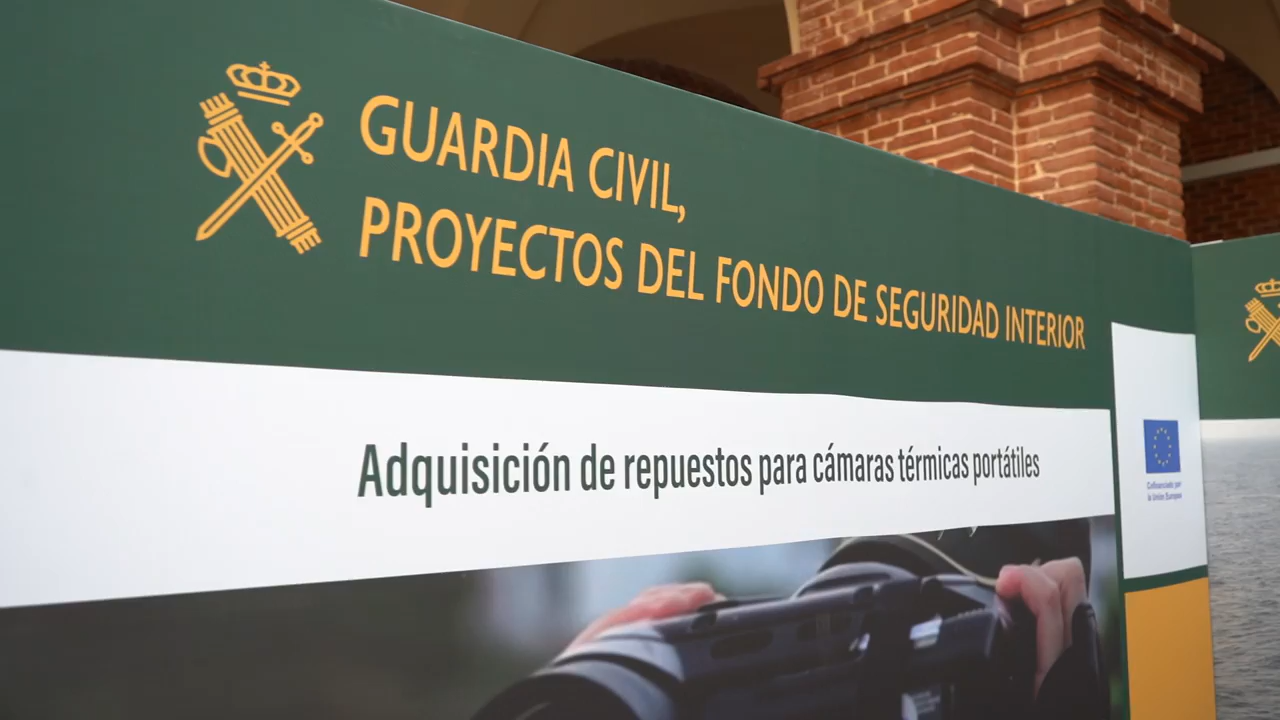 GUARDIA CIVIL,
PROYECTOS DEL FONDO DE SEGURIDAD INTERIOR
Adquisición de repuestos para cámaras térmicas portátiles
Cofinanciado por
la Unión Europea